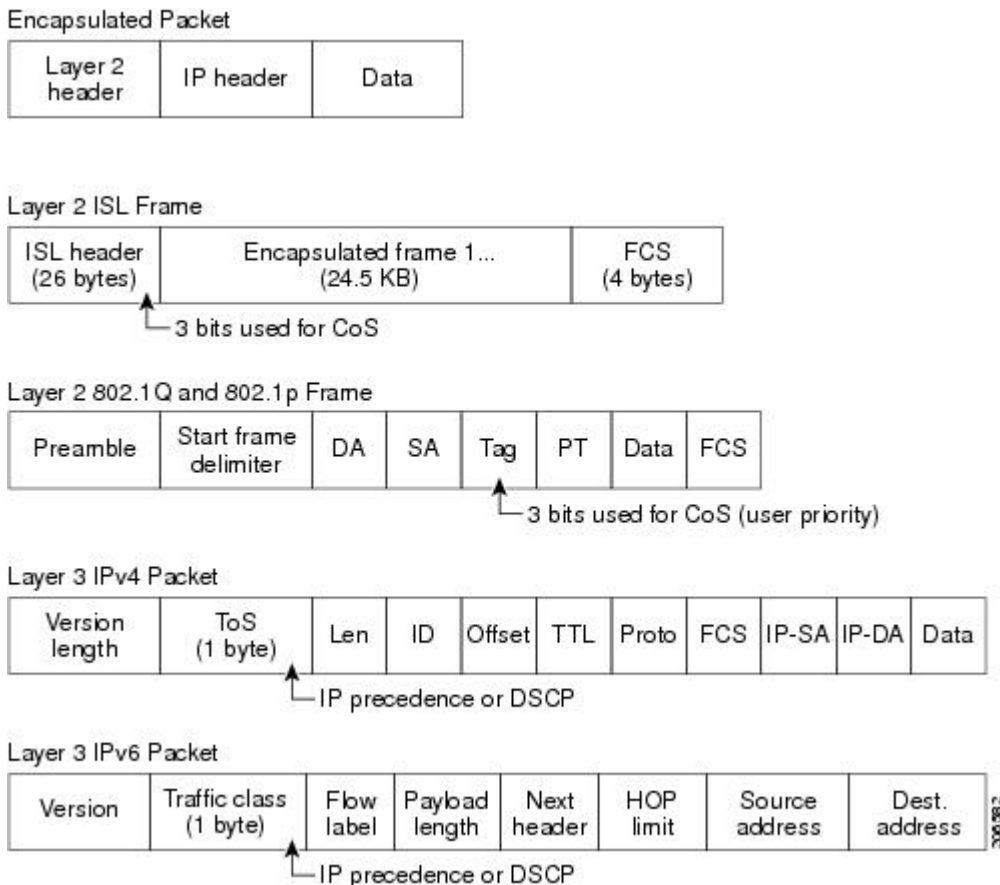 Encapsulated Packet
Layer 2 header
IP header
Data
Layer 2 ISL Frame
ISL header (26 bytes)
Encapsulated frame 1... (24.5 KB)
FCS (4 bytes)
3 bits used for CoS
Layer 2 802.1Q and 802.1p Frame
Preamble
Start frame delimiter
DA
SA
Tag
PT
Data
FCS
3 bits used for CoS (user priority)
Layer 3 IPv4 Packet
Version length
ToS (1 byte)
Len
ID
Offset
TTL
Proto
FCS
IP-SA
IP-DA
Data
IP precedence or DSCP
Layer 3 IPv6 Packet
Version
Traffic class (1 byte)
Flow label
Payload length
Next header
HOP limit
Source address
Dest. address
IP precedence or DSCP